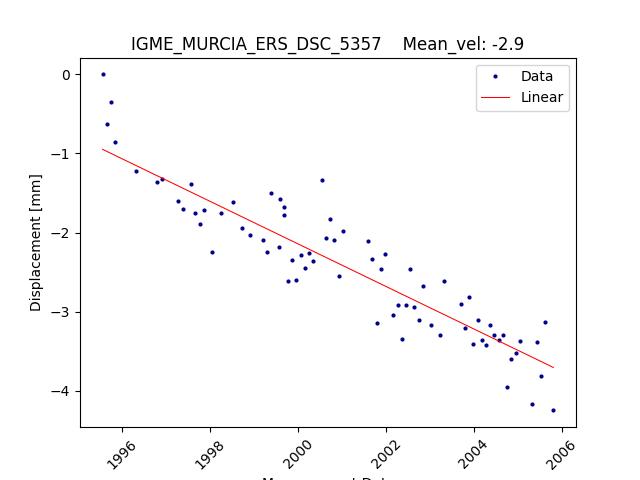 IGME_MURCIA_ERS_DSC_5357    Mean_vel: -2.9
Data
Linear
Displacement [mm]
0
−1
−2
−3
−4
1996
1998
2000
2002
2004
2006